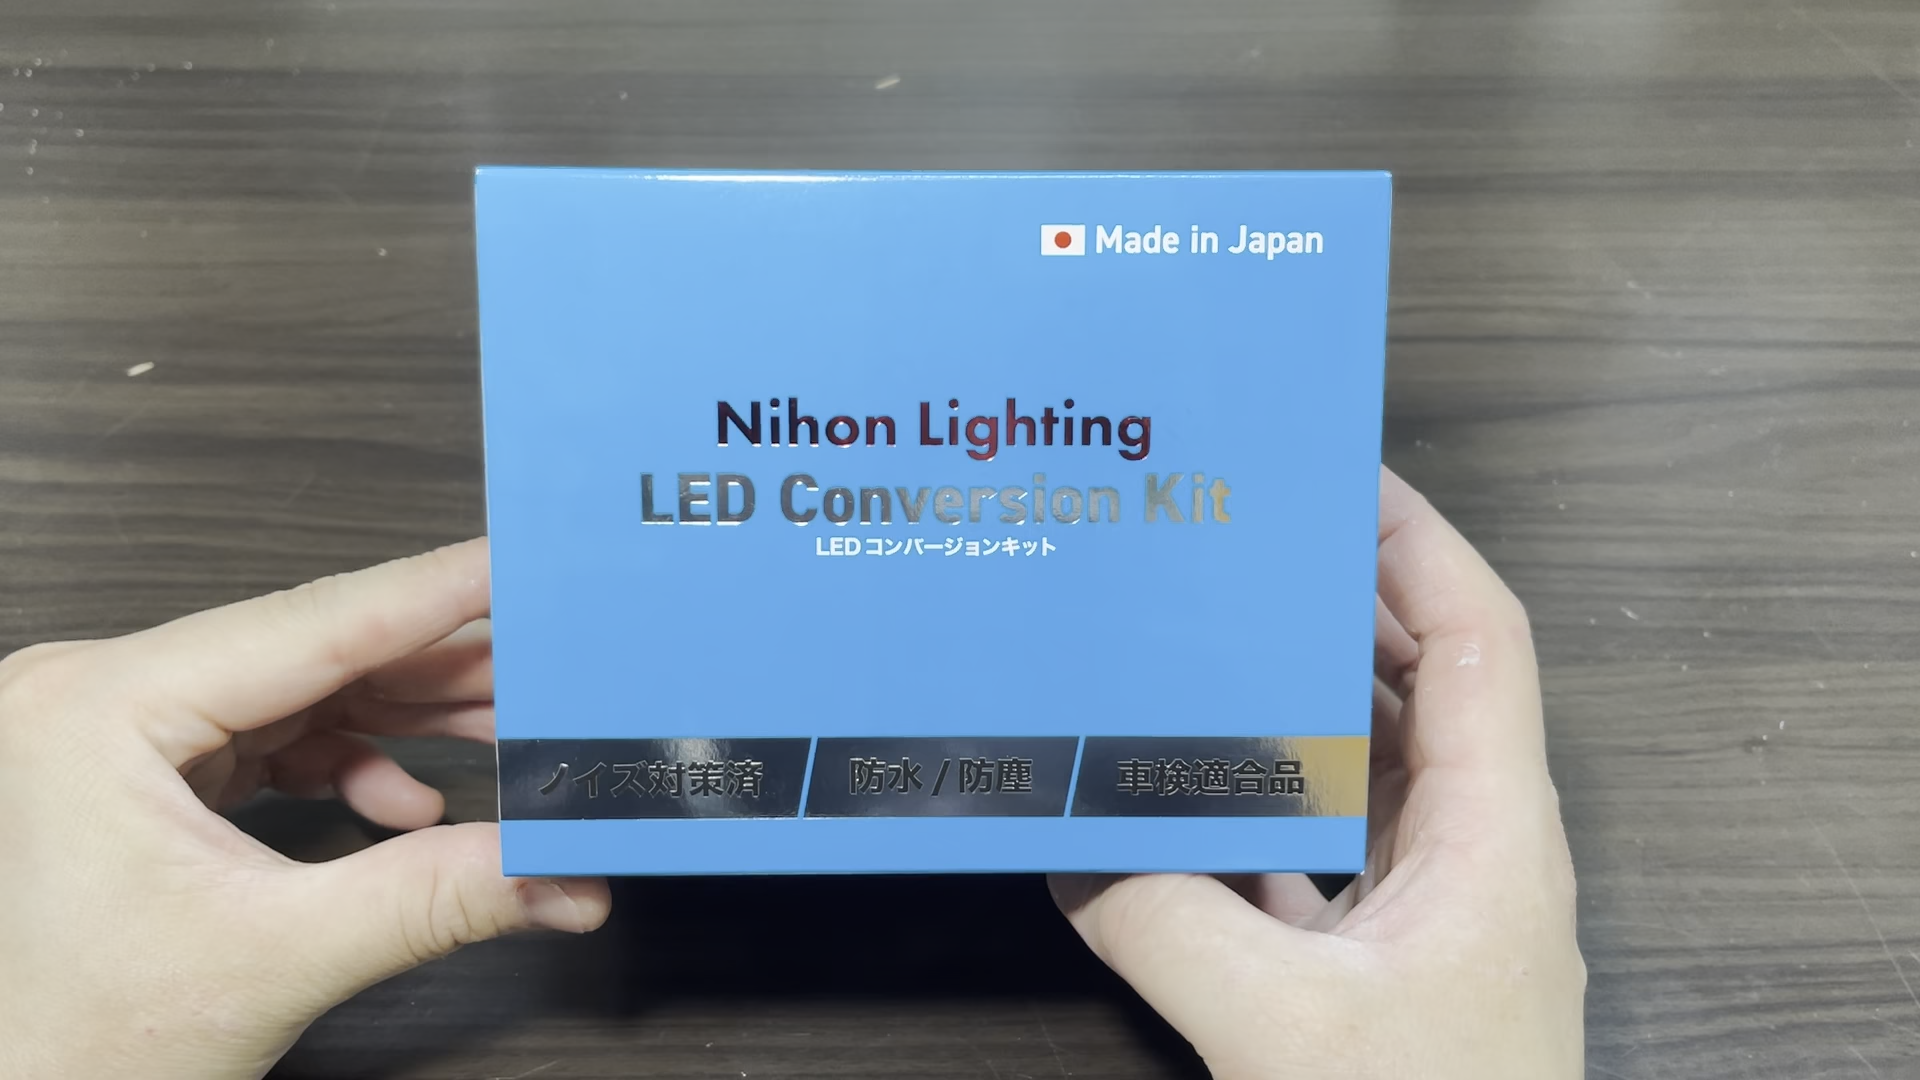 Made in Japan
Nihon Lighting
LED Conversion Kit
LEDコンバージョンキット
ノイズ対策済
防水 / 防塵
車検適合品